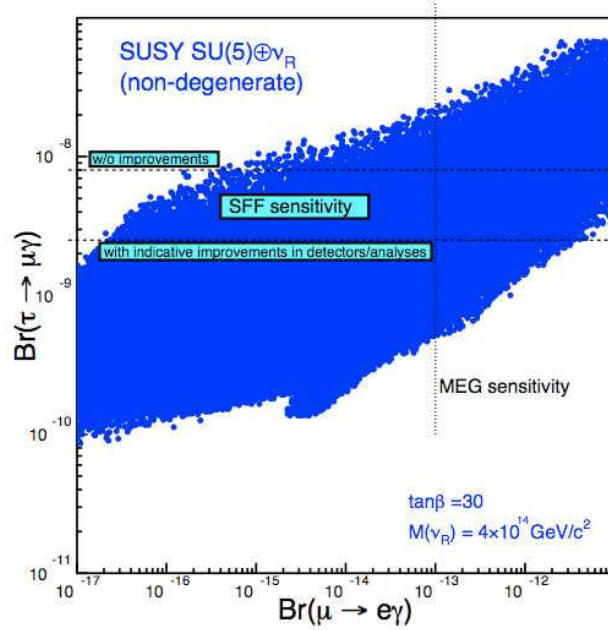 SUSY SU(5)⊕ν_R
(non-degenerate)
10^-8
w/o improvements
SFF sensitivity
with indicative improvements in detectors/analyses
10^-9
Br(τ → μγ)
MEG sensitivity
10^-10
tanβ =30
M(ν_R) = 4×10^14 GeV/c^2
10^-11
10^-17 10^-16 10^-15 10^-14 10^-13 10^-12
Br(μ → eγ)